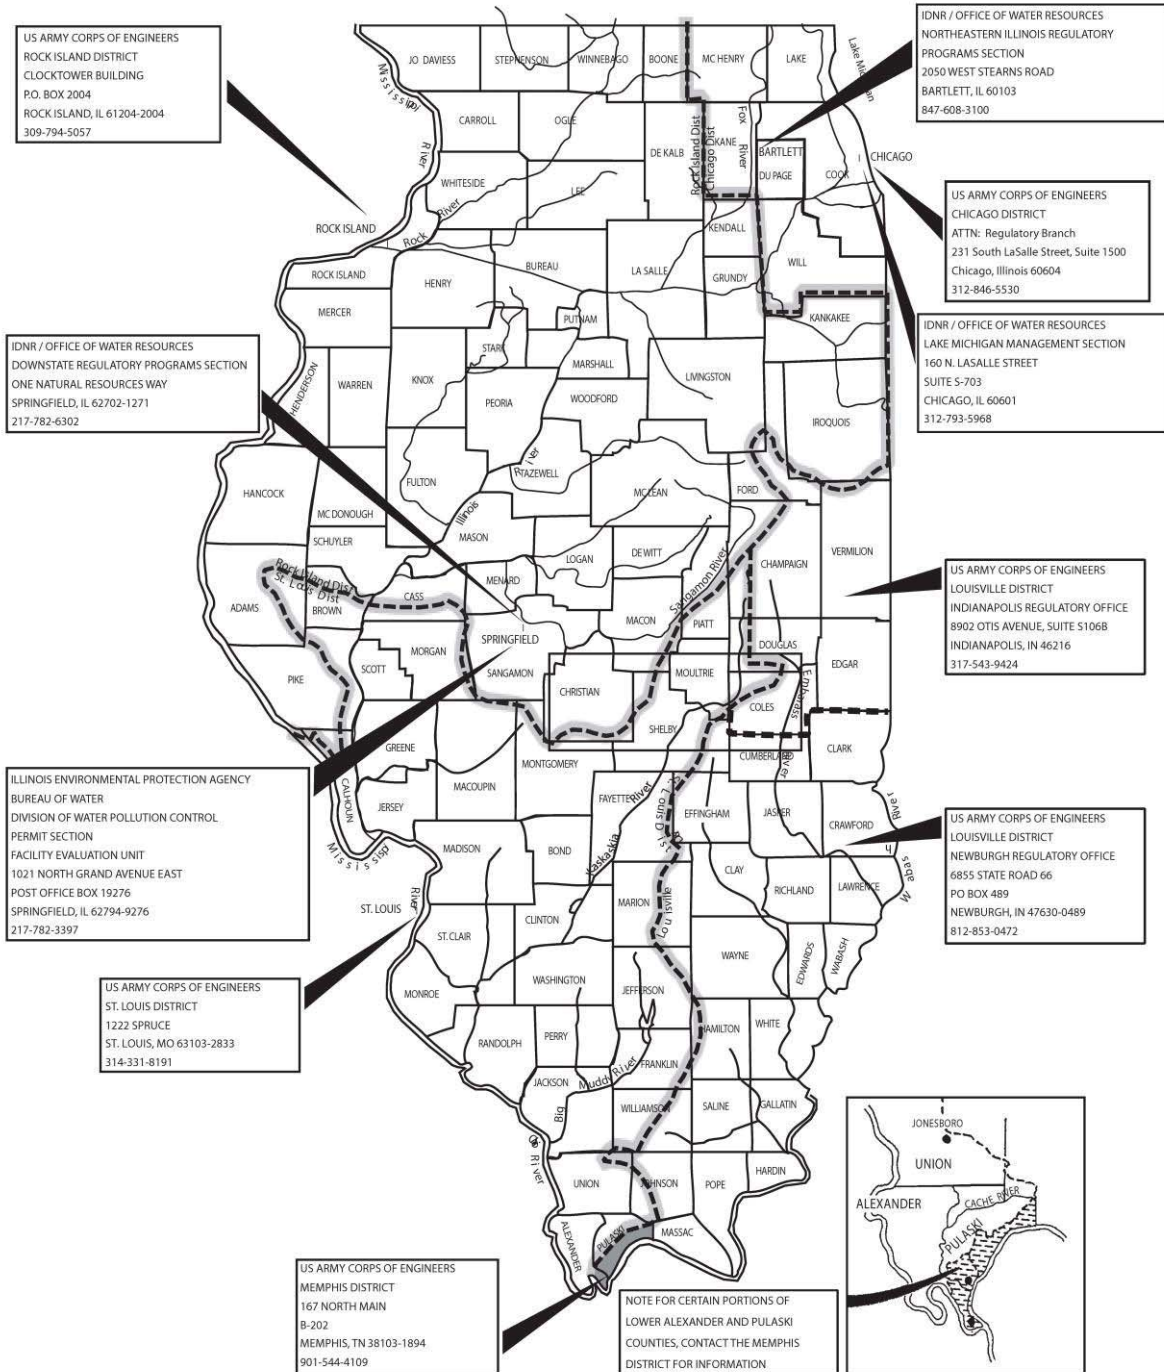 US ARMY CORPS OF ENGINEERS
ROCK ISLAND DISTRICT
CLOCKTOWER BUILDING
P.O. BOX 2004
ROCK ISLAND, IL 61204-2004
309-794-5057
IDNR / OFFICE OF WATER RESOURCES
NORTHEASTERN ILLINOIS REGULATORY
PROGRAMS SECTION
2050 WEST STEARNS ROAD
BARTLETT, IL 60103
847-608-3100
US ARMY CORPS OF ENGINEERS
CHICAGO DISTRICT
ATTN: Regulatory Branch
231 South LaSalle Street, Suite 1500
Chicago, Illinois 60604
312-846-5530
IDNR / OFFICE OF WATER RESOURCES
LAKE MICHIGAN MANAGEMENT SECTION
160 N. LASALLE STREET
SUITE S-703
CHICAGO, IL 60601
312-793-5968
IDNR / OFFICE OF WATER RESOURCES
DOWNSTATE REGULATORY PROGRAMS SECTION
ONE NATURAL RESOURCES WAY
SPRINGFIELD, IL 62702-1271
217-782-6302
US ARMY CORPS OF ENGINEERS
LOUISVILLE DISTRICT
INDIANAPOLIS REGULATORY OFFICE
8902 OTIS AVENUE, SUITE S106B
INDIANAPOLIS, IN 46216
317-543-9424
ILLINOIS ENVIRONMENTAL PROTECTION AGENCY
BUREAU OF WATER
DIVISION OF WATER POLLUTION CONTROL
PERMIT SECTION
FACILITY EVALUATION UNIT
1021 NORTH GRAND AVENUE EAST
POST OFFICE BOX 19276
SPRINGFIELD, IL 62794-9276
217-782-3397
US ARMY CORPS OF ENGINEERS
LOUISVILLE DISTRICT
NEWBURGH REGULATORY OFFICE
6855 STATE ROAD 66
PO BOX 489
NEWBURGH, IN 47630-0489
812-853-0472
US ARMY CORPS OF ENGINEERS
ST. LOUIS DISTRICT
1222 SPRUCE
ST. LOUIS, MO 63103-2833
314-331-8191
US ARMY CORPS OF ENGINEERS
MEMPHIS DISTRICT
167 NORTH MAIN
B-202
MEMPHIS, TN 38103-1894
901-544-4109
NOTE FOR CERTAIN PORTIONS OF
LOWER ALEXANDER AND PULASKI
COUNTIES, CONTACT THE MEMPHIS
DISTRICT FOR INFORMATION
JO DAVIESS
STEPHENSON
WINNEBAGO
BOONE
MC HENRY
LAKE
Lake Michigan
Mississippi
River
CARROLL
OGLE
DE KALB
Rock Island Dist
Chicago Dist
KANE
Fox
River
BARTLETT
DU PAGE
COOK
CHICAGO
WHITESIDE
LEE
Rock
River
ROCK ISLAND
ROCK ISLAND
HENRY
BUREAU
LA SALLE
KENDALL
GRUNDY
WILL
KANKAKEE
MERCER
PUTNAM
STARK
MARSHALL
LIVINGSTON
IROQUOIS
HENDERSON
WARREN
KNOX
PEORIA
WOODFORD
HANCOCK
MC DONOUGH
FULTON
TAZEWELL
River
Illinois
MC LEAN
FORD
SCHUYLER
MASON
LOGAN
DE WITT
CHAMPAIGN
VERMILION
Rock Island Dist
St. Louis Dist
ADAMS
BROWN
CASS
MENARD
Sangamon River
MACON
PIATT
SPRINGFIELD
SANGAMON
MORGAN
SCOTT
PIKE
CHRISTIAN
MOULTRIE
DOUGLAS
EDGAR
COLES
Embarass
River
SHELBY
CUMBERLAND
CLARK
GREENE
MACOUPIN
MONTGOMERY
CALHOUN
JERSEY
FAYETTE
Kaskaskia
River
St. Louis Dist
Louisville
EFFINGHAM
JASPER
CRAWFORD
Wabash
River
Mississippi
River
MADISON
BOND
CLAY
RICHLAND
LAWRENCE
MARION
ST. LOUIS
ST. CLAIR
CLINTON
WAYNE
EDWARDS
WABASH
MONROE
WASHINGTON
JEFFERSON
RANDOLPH
PERRY
HAMILTON
WHITE
FRANKLIN
JACKSON
Big
Muddy River
WILLIAMSON
SALINE
GALLATIN
River
UNION
JOHNSON
POPE
HARDIN
ALEXANDER
PULASKI
MASSAC
JONESBORO
UNION
ALEXANDER
CACHE RIVER
PULASKI